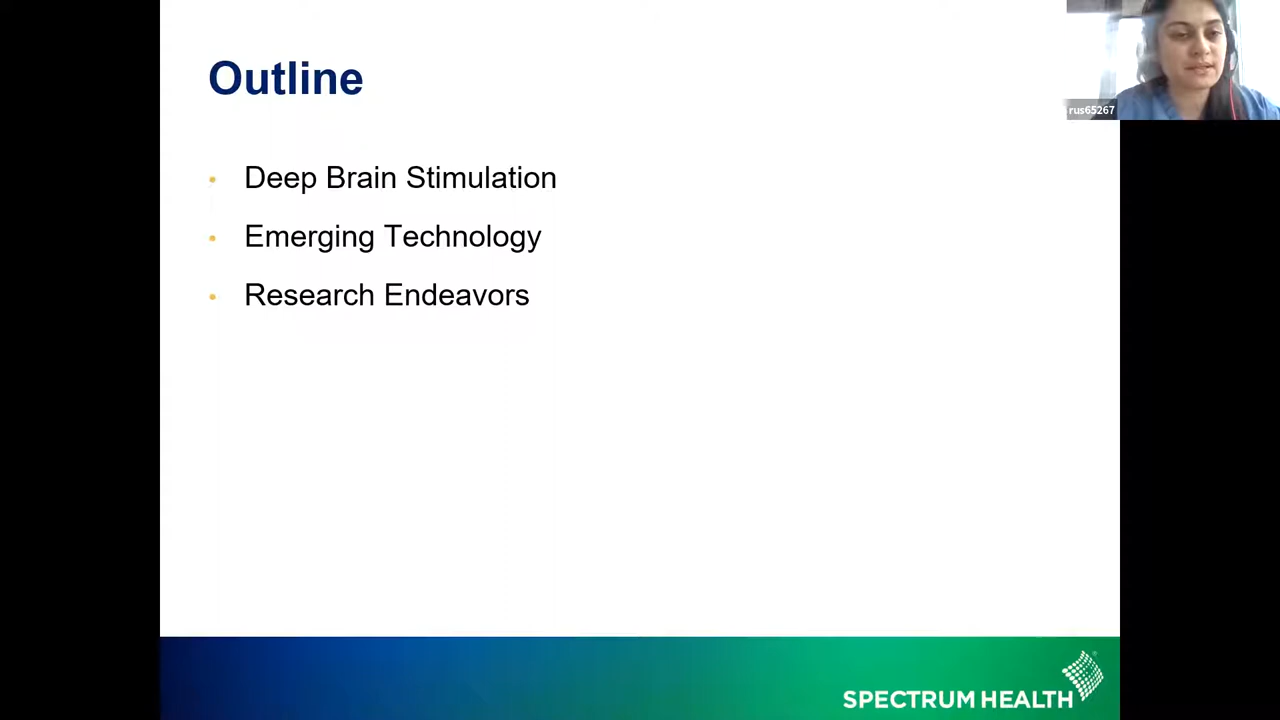 Outline
rus65267
• Deep Brain Stimulation
• Emerging Technology
• Research Endeavors
SPECTRUM HEALTH